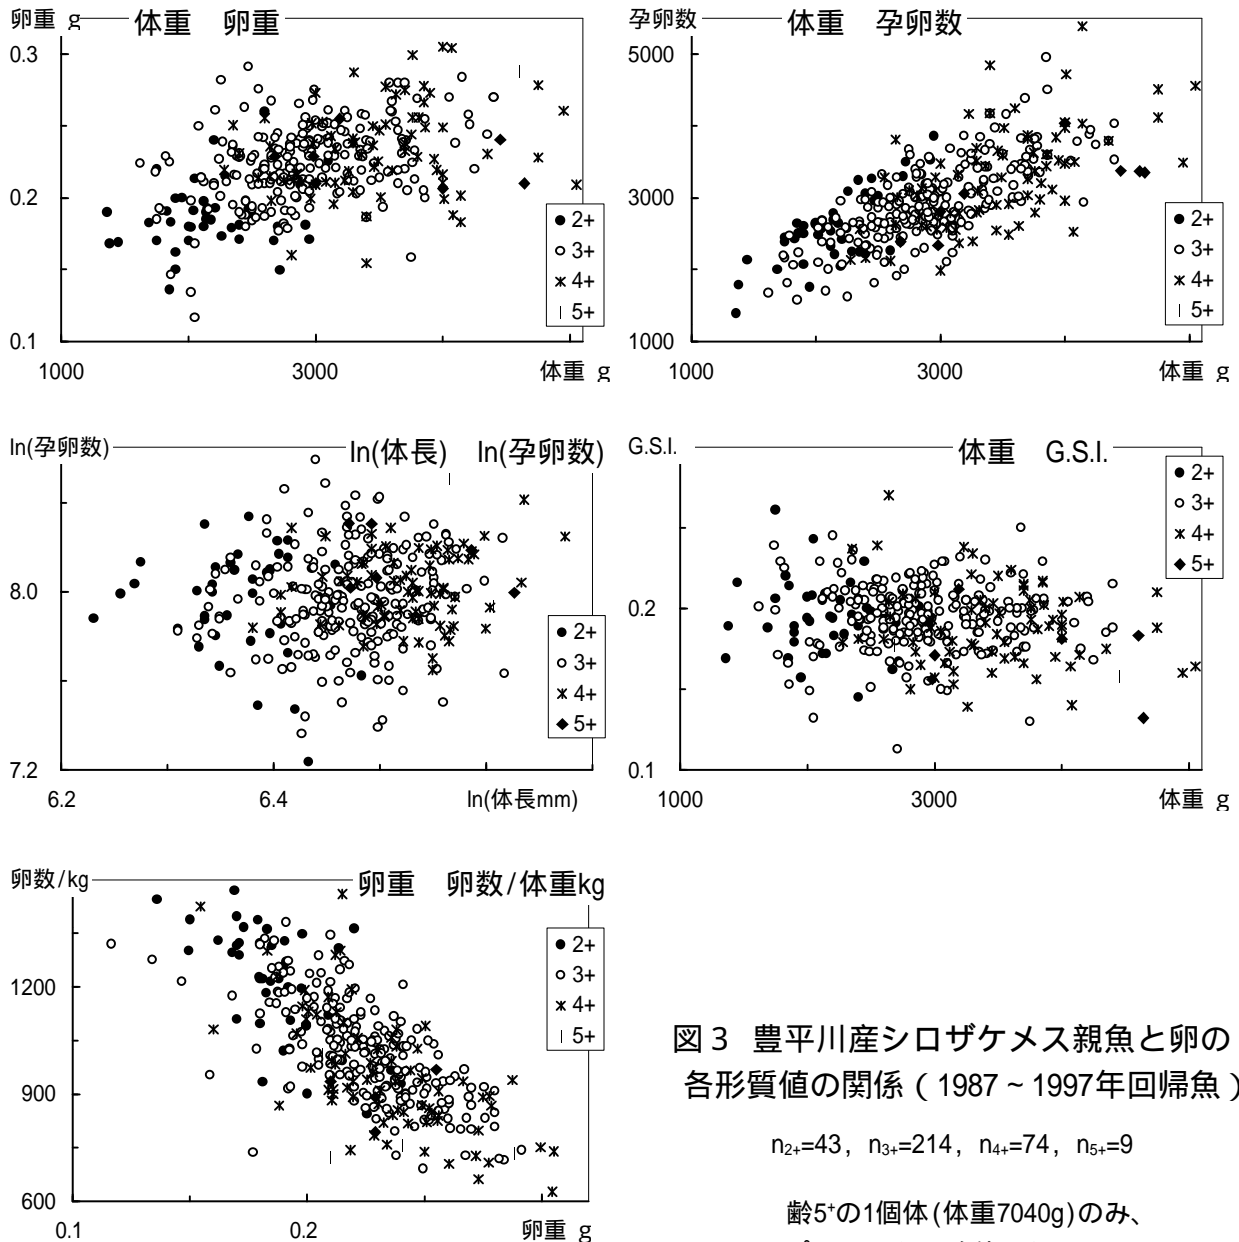 卵重 g
体重 卵重
0.3
0.2
0.1
1000
3000
体重 g
2+
3+
4+
5+
孕卵数
体重 孕卵数
5000
3000
1000
1000
3000
体重 g
2+
3+
4+
5+
ln(孕卵数)
ln(体長) ln(孕卵数)
8.0
7.2
6.2
6.4
ln(体長mm)
2+
3+
4+
5+
G.S.I.
体重 G.S.I.
0.2
0.1
1000
3000
体重 g
2+
3+
4+
5+
卵数/kg
卵重 卵数/体重kg
1200
900
600
0.1
0.2
卵重 g
2+
3+
4+
5+
図3 豊平川産シロザケメス親魚と卵の
各形質値の関係(1987~1997年回帰魚)
n2+=43, n3+=214, n4+=74, n5+=9
齢5+の1個体(体重7040g)のみ、